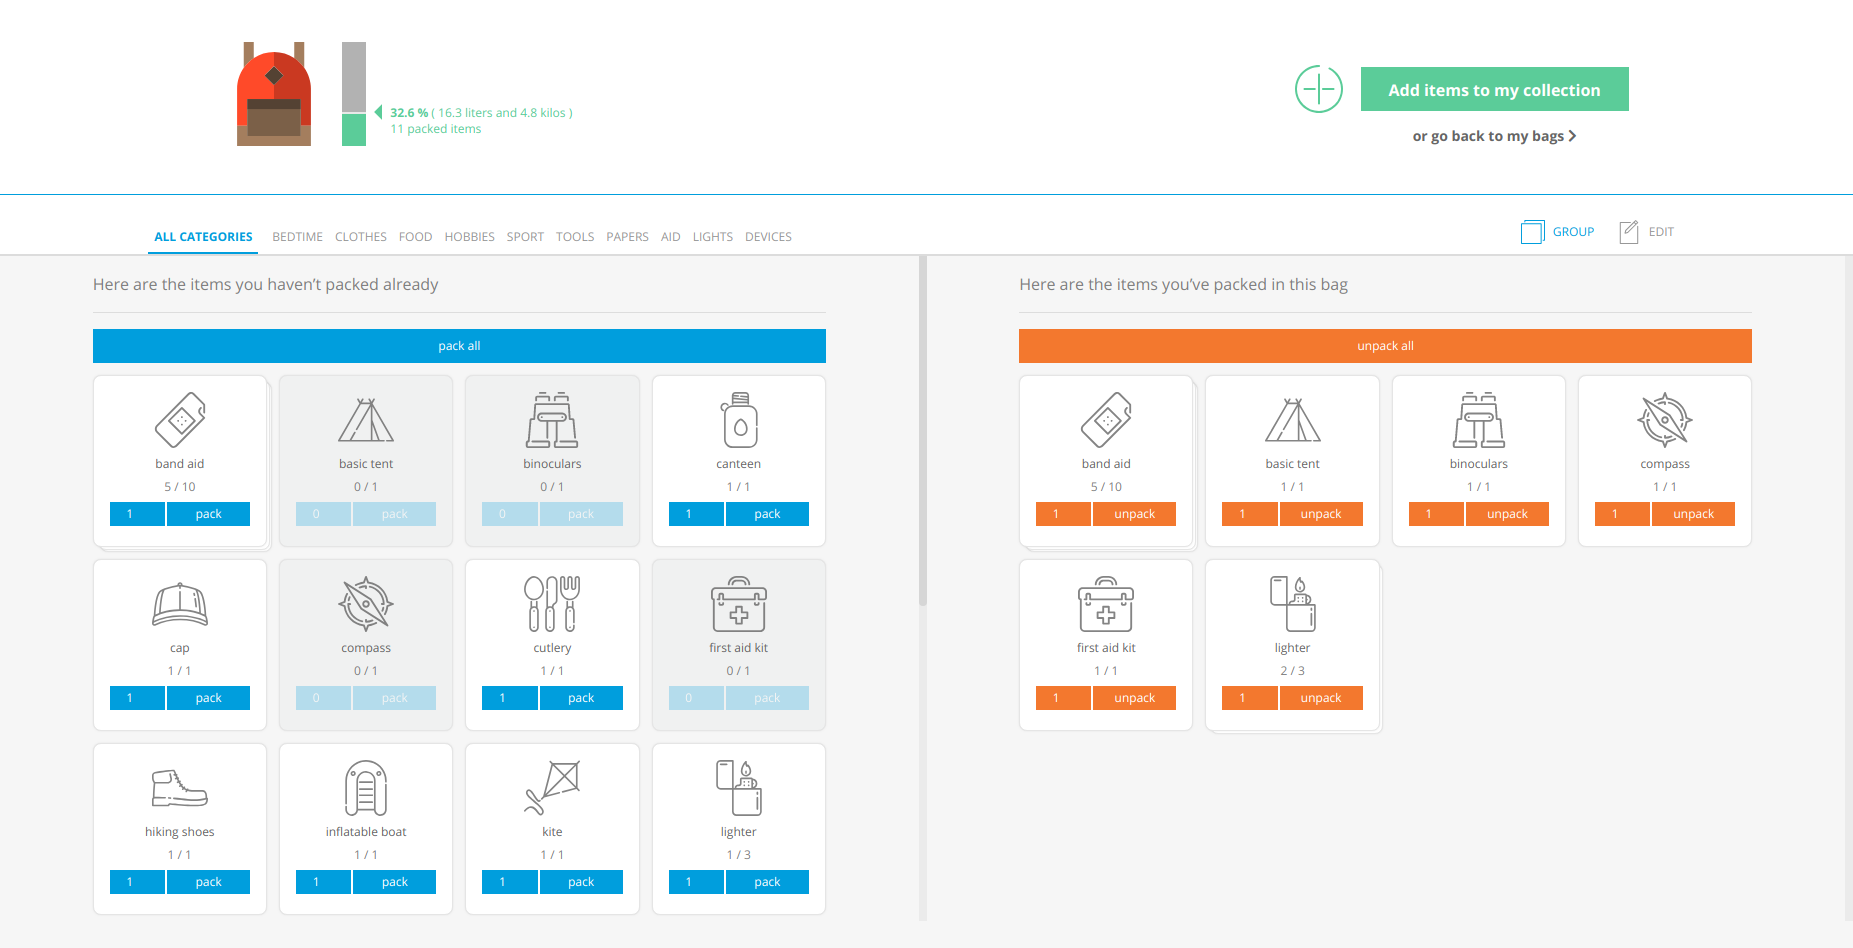 32.6 % ( 16.3 liters and 4.8 kilos )
11 packed items
Add items to my collection
or go back to my bags
ALL CATEGORIES BEDTIME CLOTHES FOOD HOBBIES SPORT TOOLS PAPERS AID LIGHTS DEVICES
GROUP EDIT
Here are the items you haven't packed already
pack all
band aid basic tent binoculars canteen
5 / 10 0 / 1 0 / 1 1 / 1
1 pack 0 pack 0 pack 1 pack
cap compass cutlery first aid kit
1 / 1 0 / 1 1 / 1 0 / 1
1 pack 0 pack 1 pack 0 pack
hiking shoes inflatable boat kite lighter
1 / 1 1 / 1 1 / 1 1 / 3
1 pack 1 pack 1 pack 1 pack
Here are the items you've packed in this bag
unpack all
band aid basic tent binoculars compass
5 / 10 1 / 1 1 / 1 1 / 1
1 unpack 1 unpack 1 unpack 1 unpack
first aid kit lighter
1 / 1 2 / 3
1 unpack 1 unpack